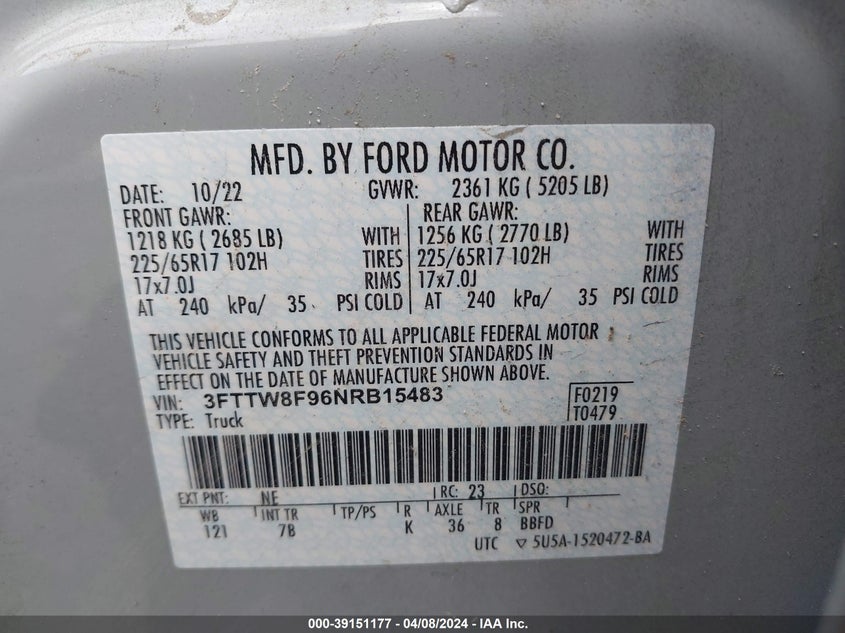 MFD. BY FORD MOTOR CO.
DATE: 10/22 GVWR: 2361 KG ( 5205 LB)
FRONT GAWR: REAR GAWR:
1218 KG ( 2685 LB) WITH 1256 KG ( 2770 LB) WITH
225/65R17 102H TIRES 225/65R17 102H TIRES
17x7.0J RIMS 17x7.0J RIMS
AT 240 kPa/ 35 PSI COLD AT 240 kPa/ 35 PSI COLD
THIS VEHICLE CONFORMS TO ALL APPLICABLE FEDERAL MOTOR
VEHICLE SAFETY AND THEFT PREVENTION STANDARDS IN
EFFECT ON THE DATE OF MANUFACTURE SHOWN ABOVE.
VIN: 3FTTW8F96NRB15483 F0219
TYPE: Truck T0479
EXT PNT: NE RC: 23 DSO:
WB INT TR TP/PS R AXLE TR SPR
121 7B K 36 8 BBFD
UTC ▽ 5U5A-1520472-BA
000-39151177 - 04/08/2024 - IAA Inc.